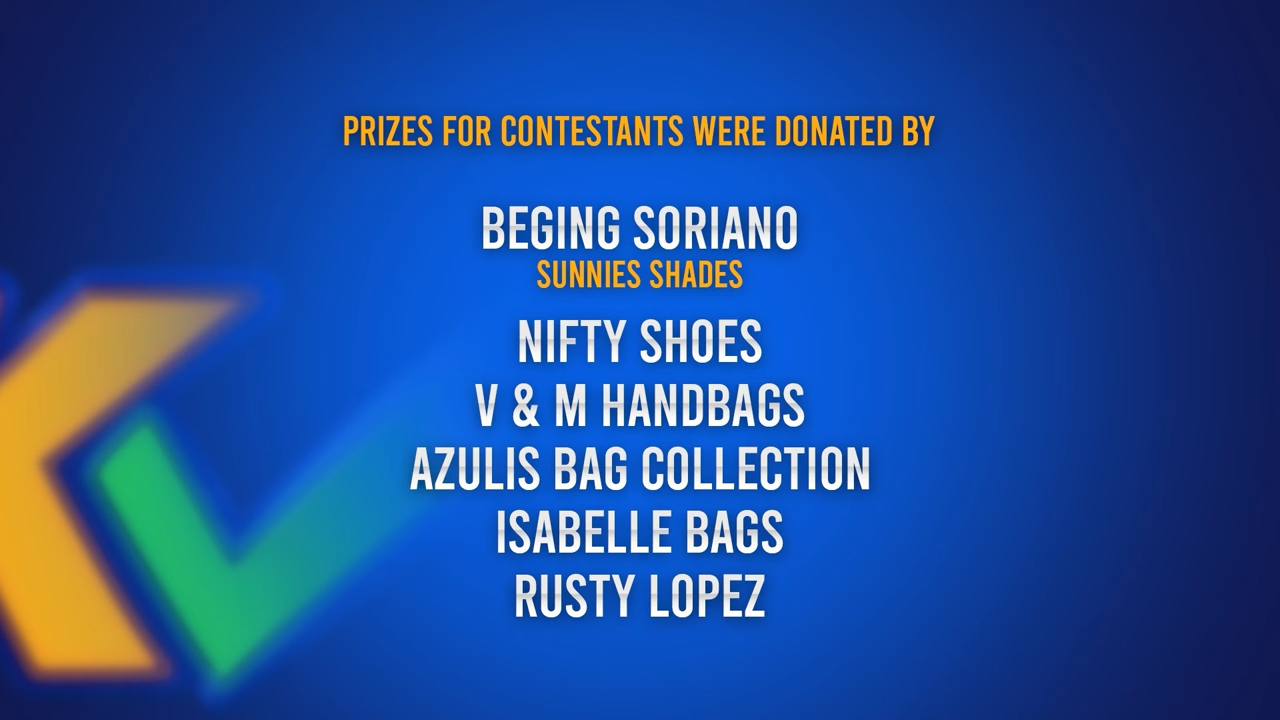 PRIZES FOR CONTESTANTS WERE DONATED BY
BEGING SORIANO
SUNNIES SHADES
NIFTY SHOES
V & M HANDBAGS
AZULIS BAG COLLECTION
ISABELLE BAGS
RUSTY LOPEZ